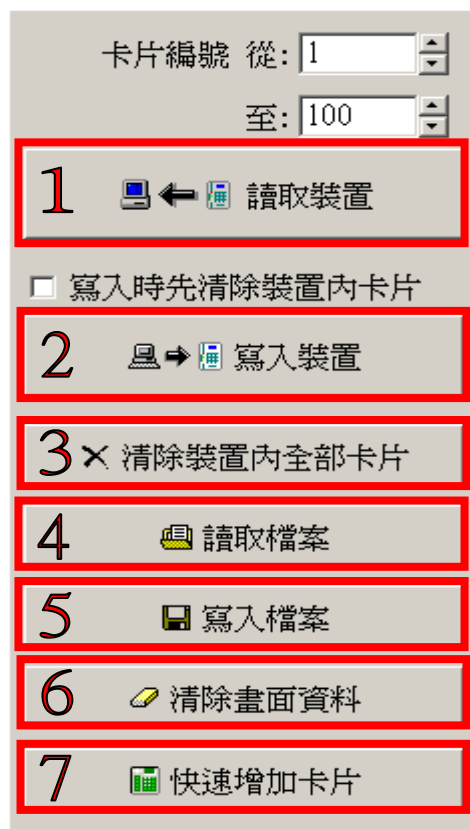 卡片編號 從: 1
至: 100
1 讀取裝置
寫入時先清除裝置內卡片
2 寫入裝置
3 清除裝置內全部卡片
4 讀取檔案
5 寫入檔案
6 清除畫面資料
7 快速增加卡片